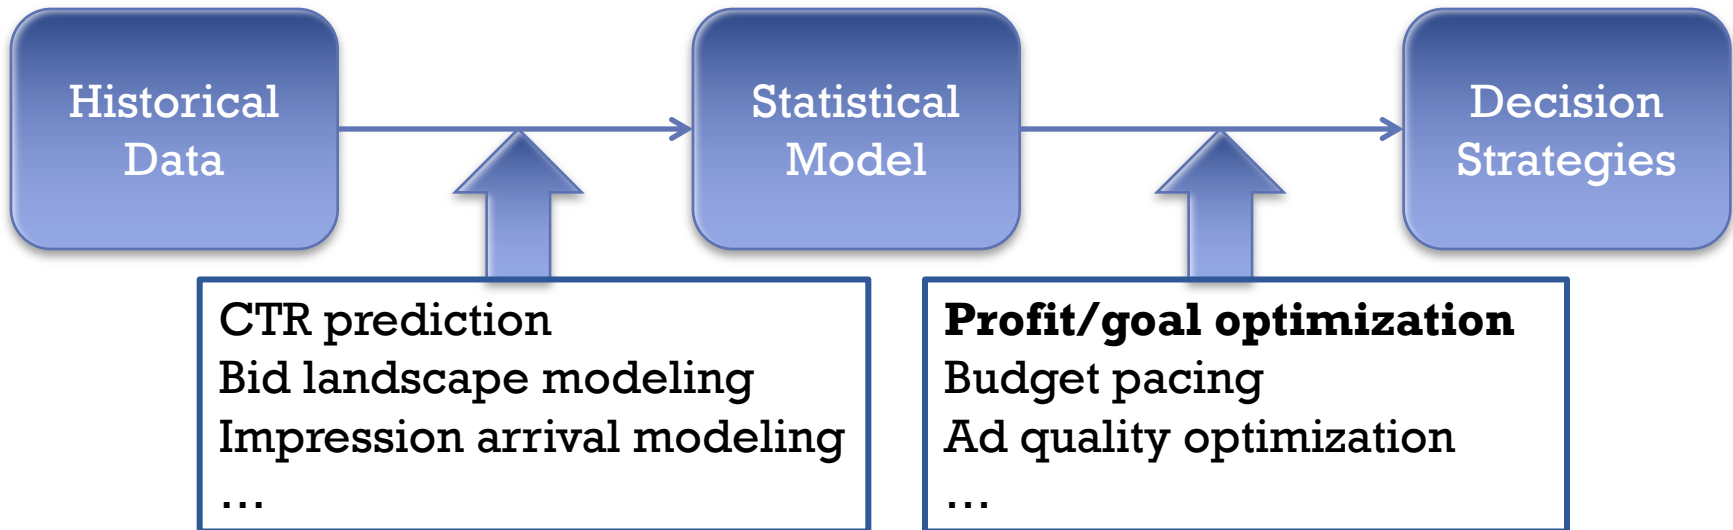 Historical
Data
Statistical
Model
Decision
Strategies
CTR prediction
Bid landscape modeling
Impression arrival modeling
…
Profit/goal optimization
Budget pacing
Ad quality optimization
…